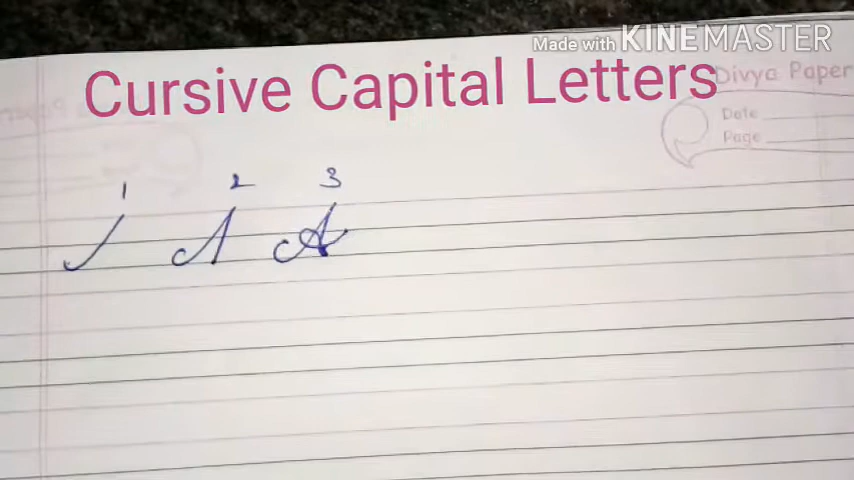 Made with KINEMASTER
Cursive Capital Letters
Divya Paper
Date
Page
1 2 3
A A